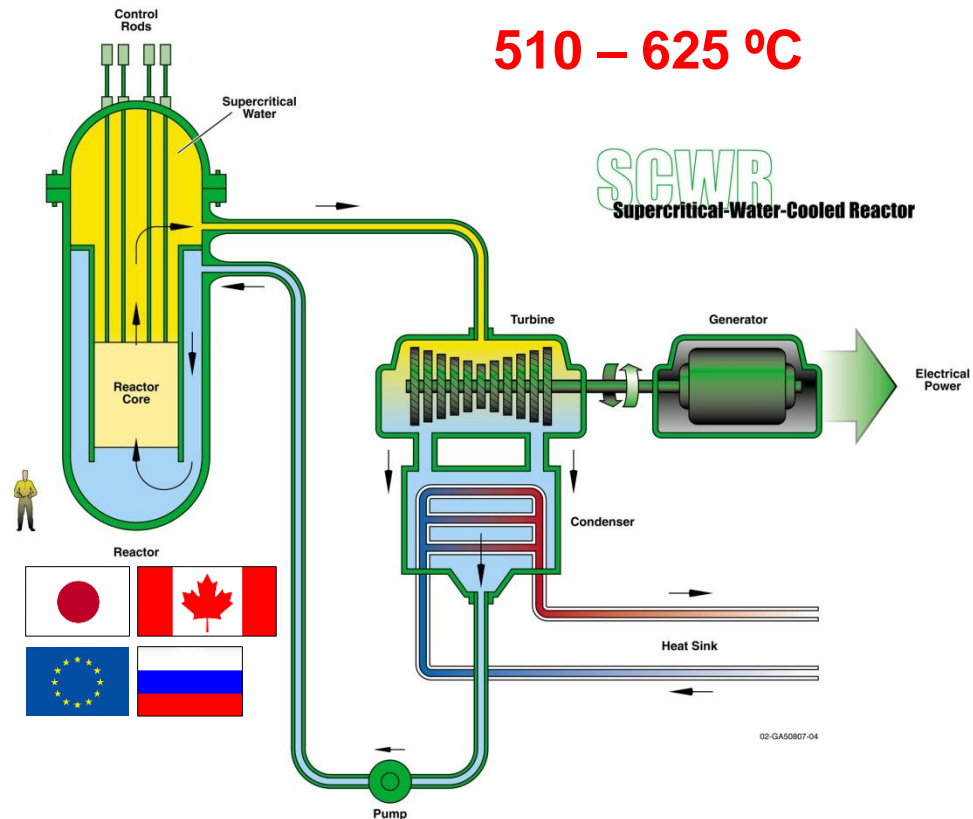 Control
Rods
510 – 625 ºC
Supercritical
Water
SCWR
Supercritical-Water-Cooled Reactor
Turbine
Generator
Electrical
Power
Reactor
Core
Condenser
Reactor
Heat Sink
02-GA50807-04
Pump